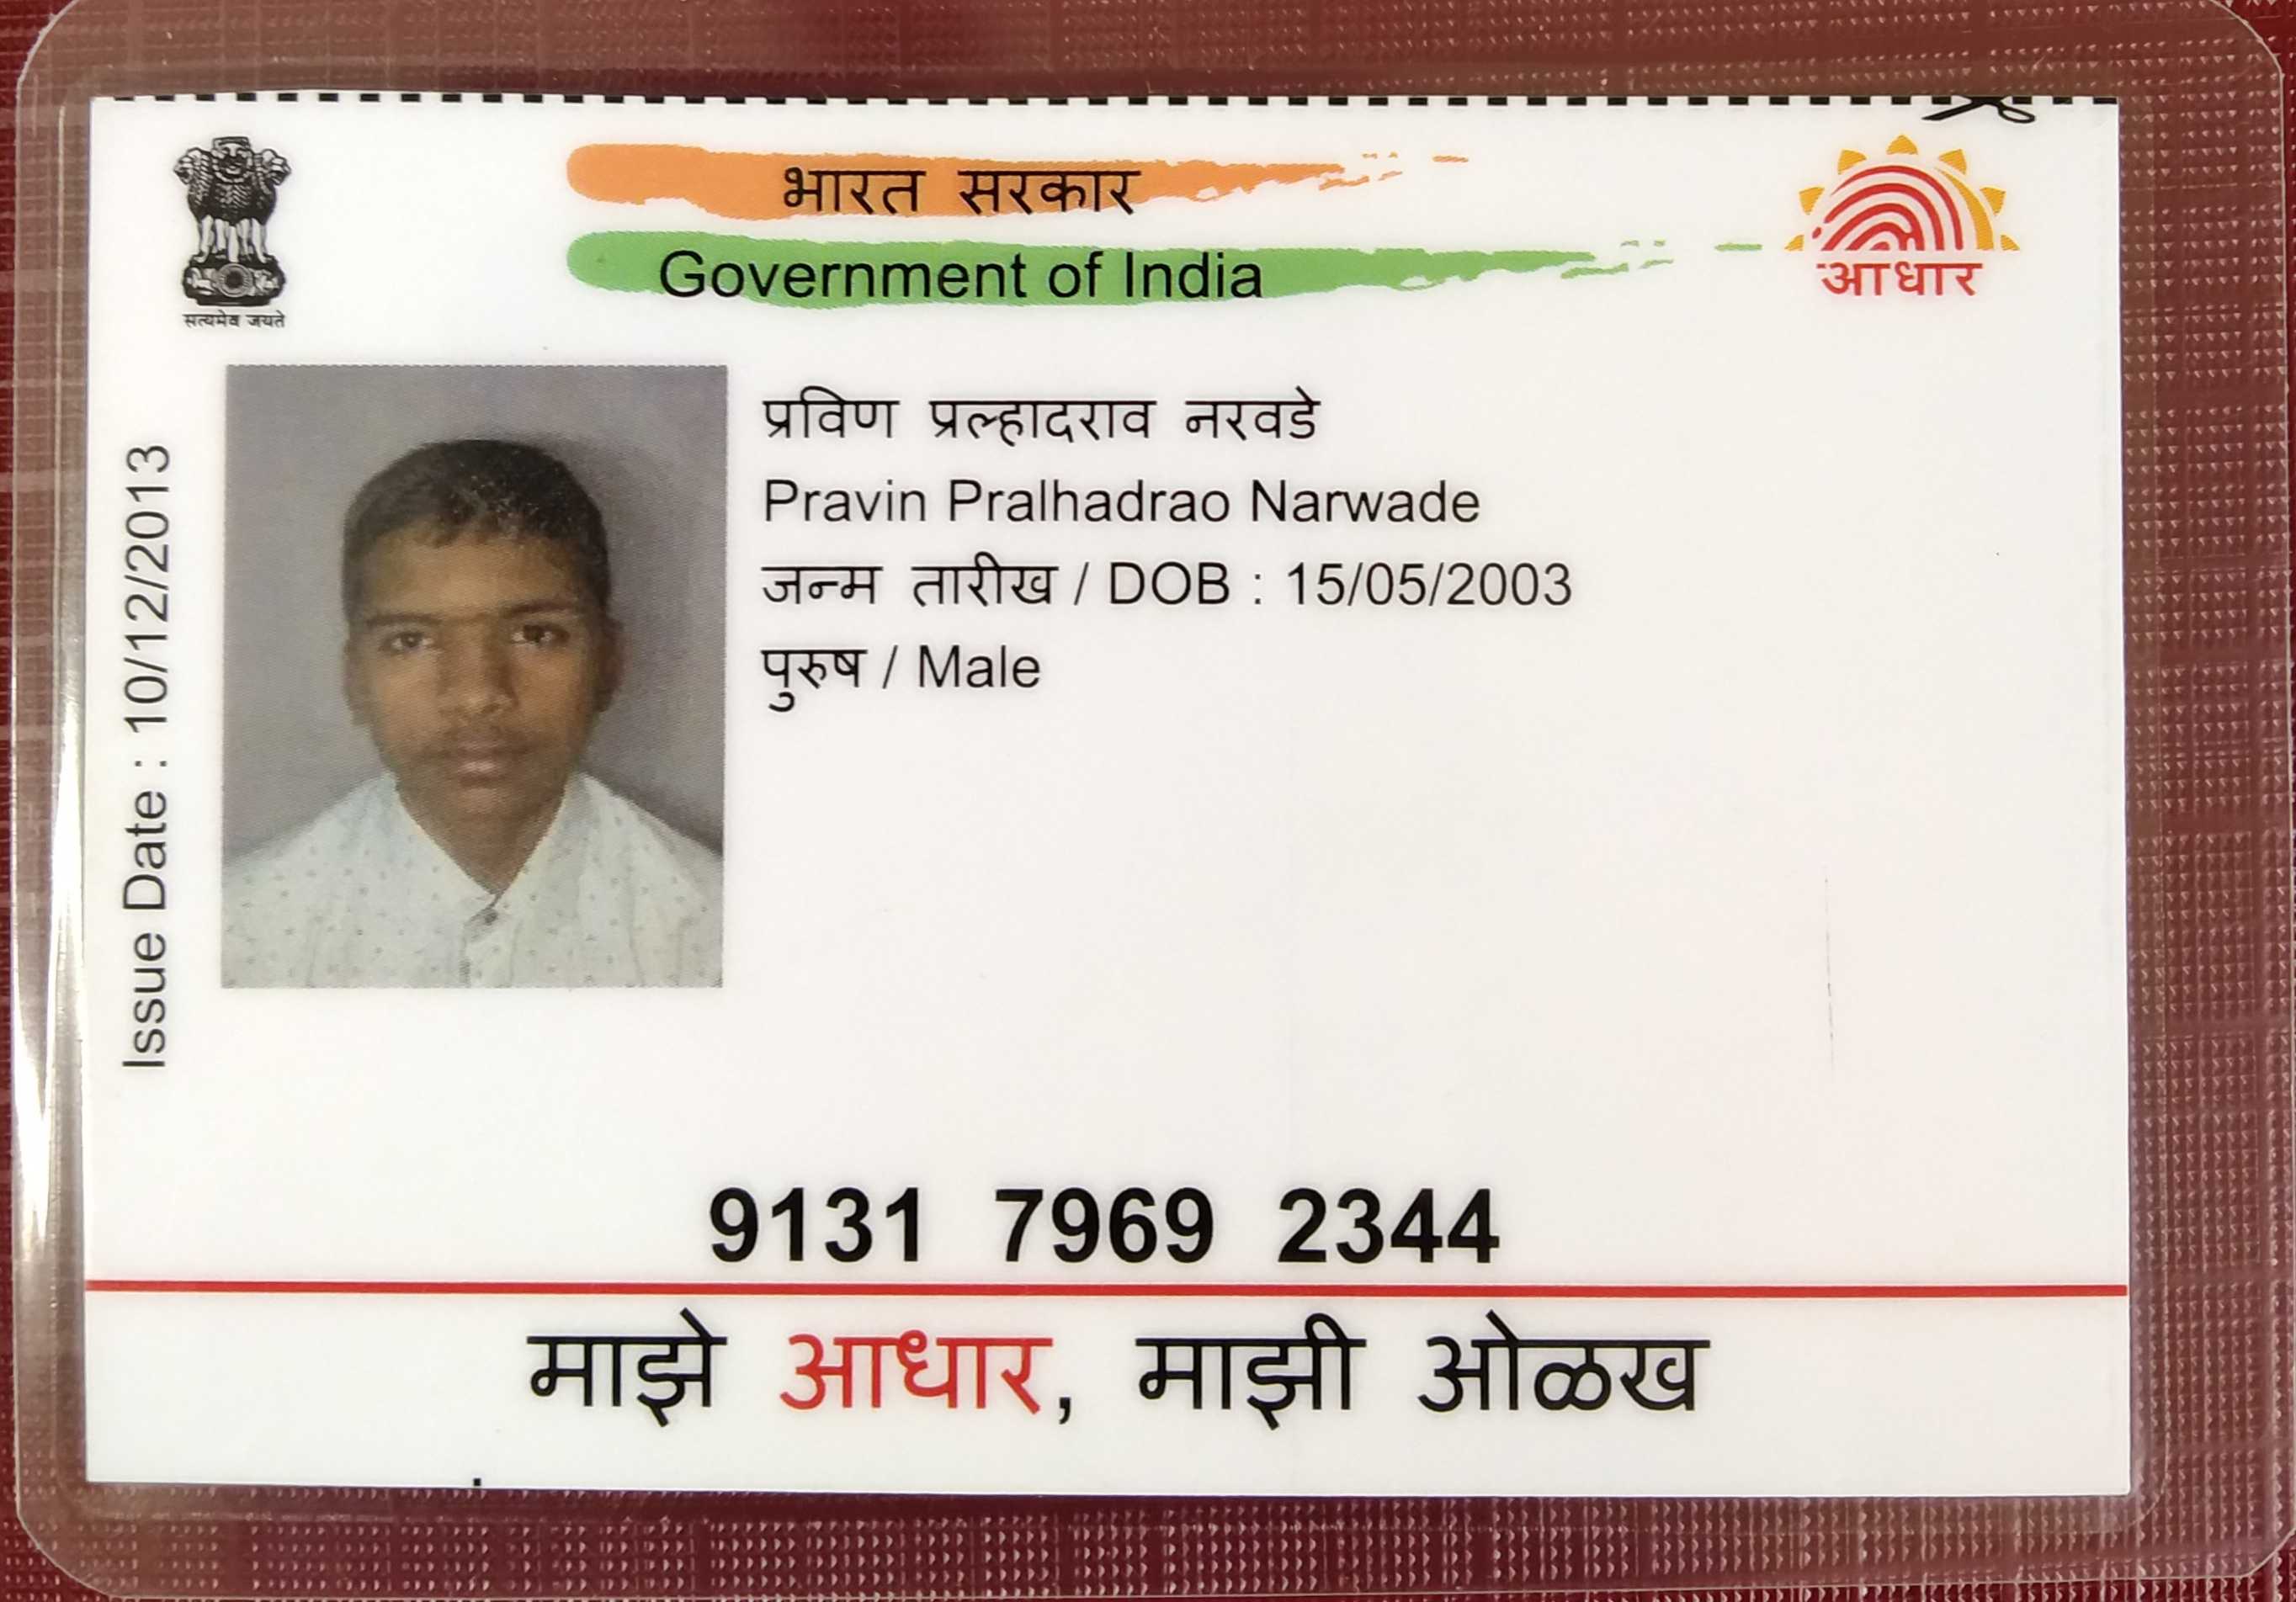 भारत सरकार
Government of India
सत्यमेव जयते
आधार
Issue Date : 10/12/2013
प्रविण प्रल्हादराव नरवडे
Pravin Pralhadrao Narwade
जन्म तारीख / DOB : 15/05/2003
पुरुष / Male
9131 7969 2344
माझे आधार, माझी ओळख